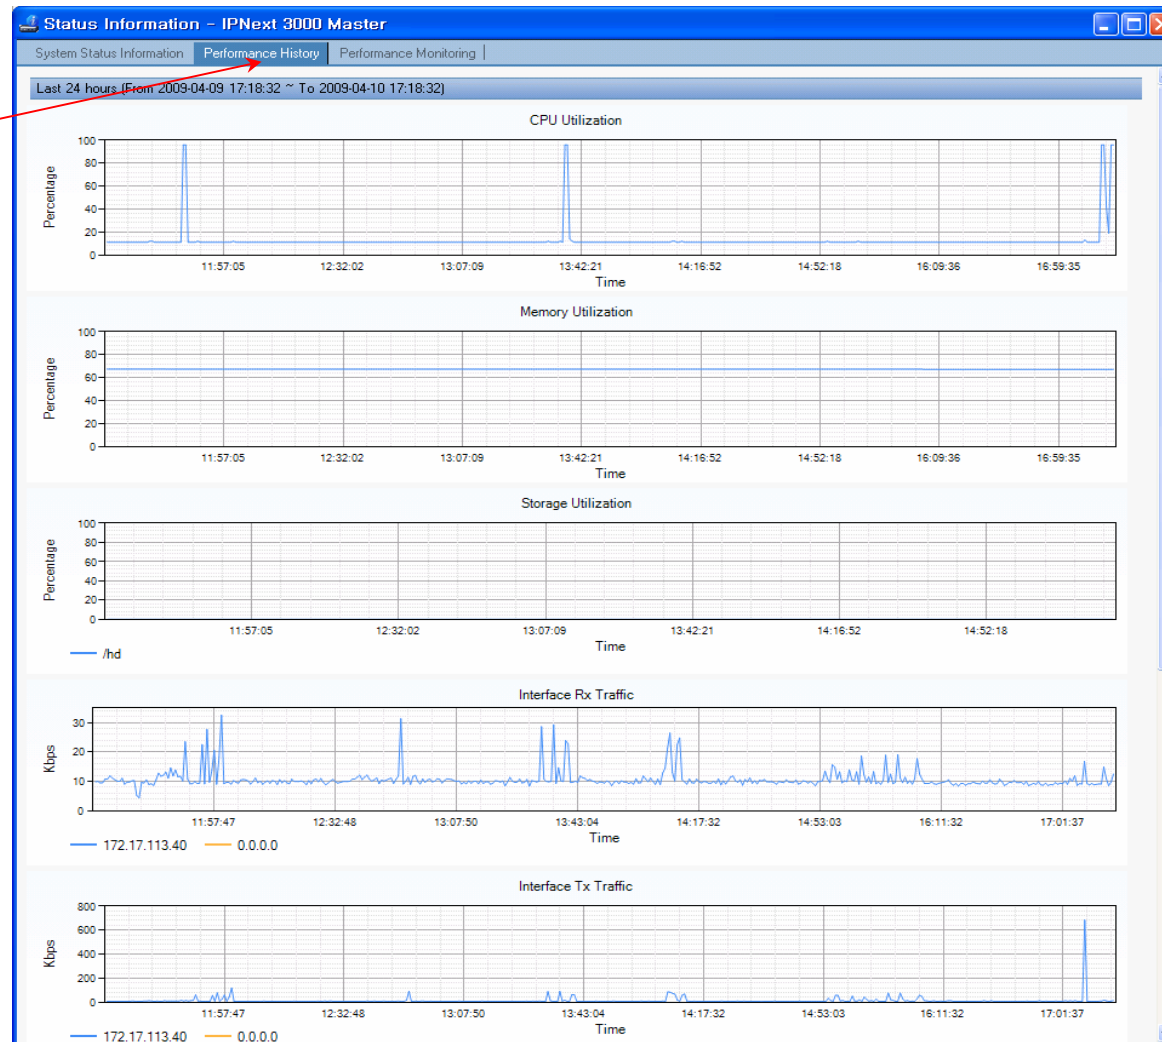 Status Information - IPNext 3000 Master
System Status Information Performance History Performance Monitoring
Last 24 hours (From 2009-04-09 17:18:32 ~ To 2009-04-10 17:18:32)
CPU Utilization
Percentage
100
80
60
40
20
0
11:57:05 12:32:02 13:07:09 13:42:21 14:16:52 14:52:18 16:09:36 16:59:35
Time
Memory Utilization
Percentage
100
80
60
40
20
0
11:57:05 12:32:02 13:07:09 13:42:21 14:16:52 14:52:18 16:09:36 16:59:35
Time
Storage Utilization
Percentage
100
80
60
40
20
0
11:57:05 12:32:02 13:07:09 13:42:21 14:16:52 14:52:18
Time
/hd
Interface Rx Traffic
Kbps
30
20
10
0
11:57:47 12:32:48 13:07:50 13:43:04 14:17:32 14:53:03 16:11:32 17:01:37
Time
172.17.113.40 0.0.0.0
Interface Tx Traffic
Kbps
800
600
400
200
0
11:57:47 12:32:48 13:07:50 13:43:04 14:17:32 14:53:03 16:11:32 17:01:37
Time
172.17.113.40 0.0.0.0